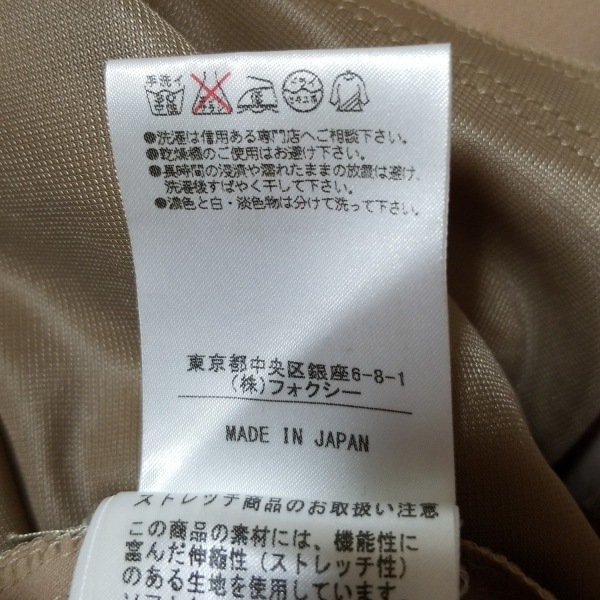 手洗イ
●洗濯は信用ある専門店へご相談下さい。
●乾燥機のご使用はお避け下さい。
●長時間の浸漬や濡れたままの放置は避け、
洗濯後すばやく干して下さい。
●濃色と白・淡色物は分けて洗って下さい。
東京都中央区銀座6-8-1
(株)フォクシー
MADE IN JAPAN
ストレッチ商品のお取扱い注意
この商品の素材には、機能性に
富んだ伸縮性(ストレッチ性)
のある生地を使用しています。